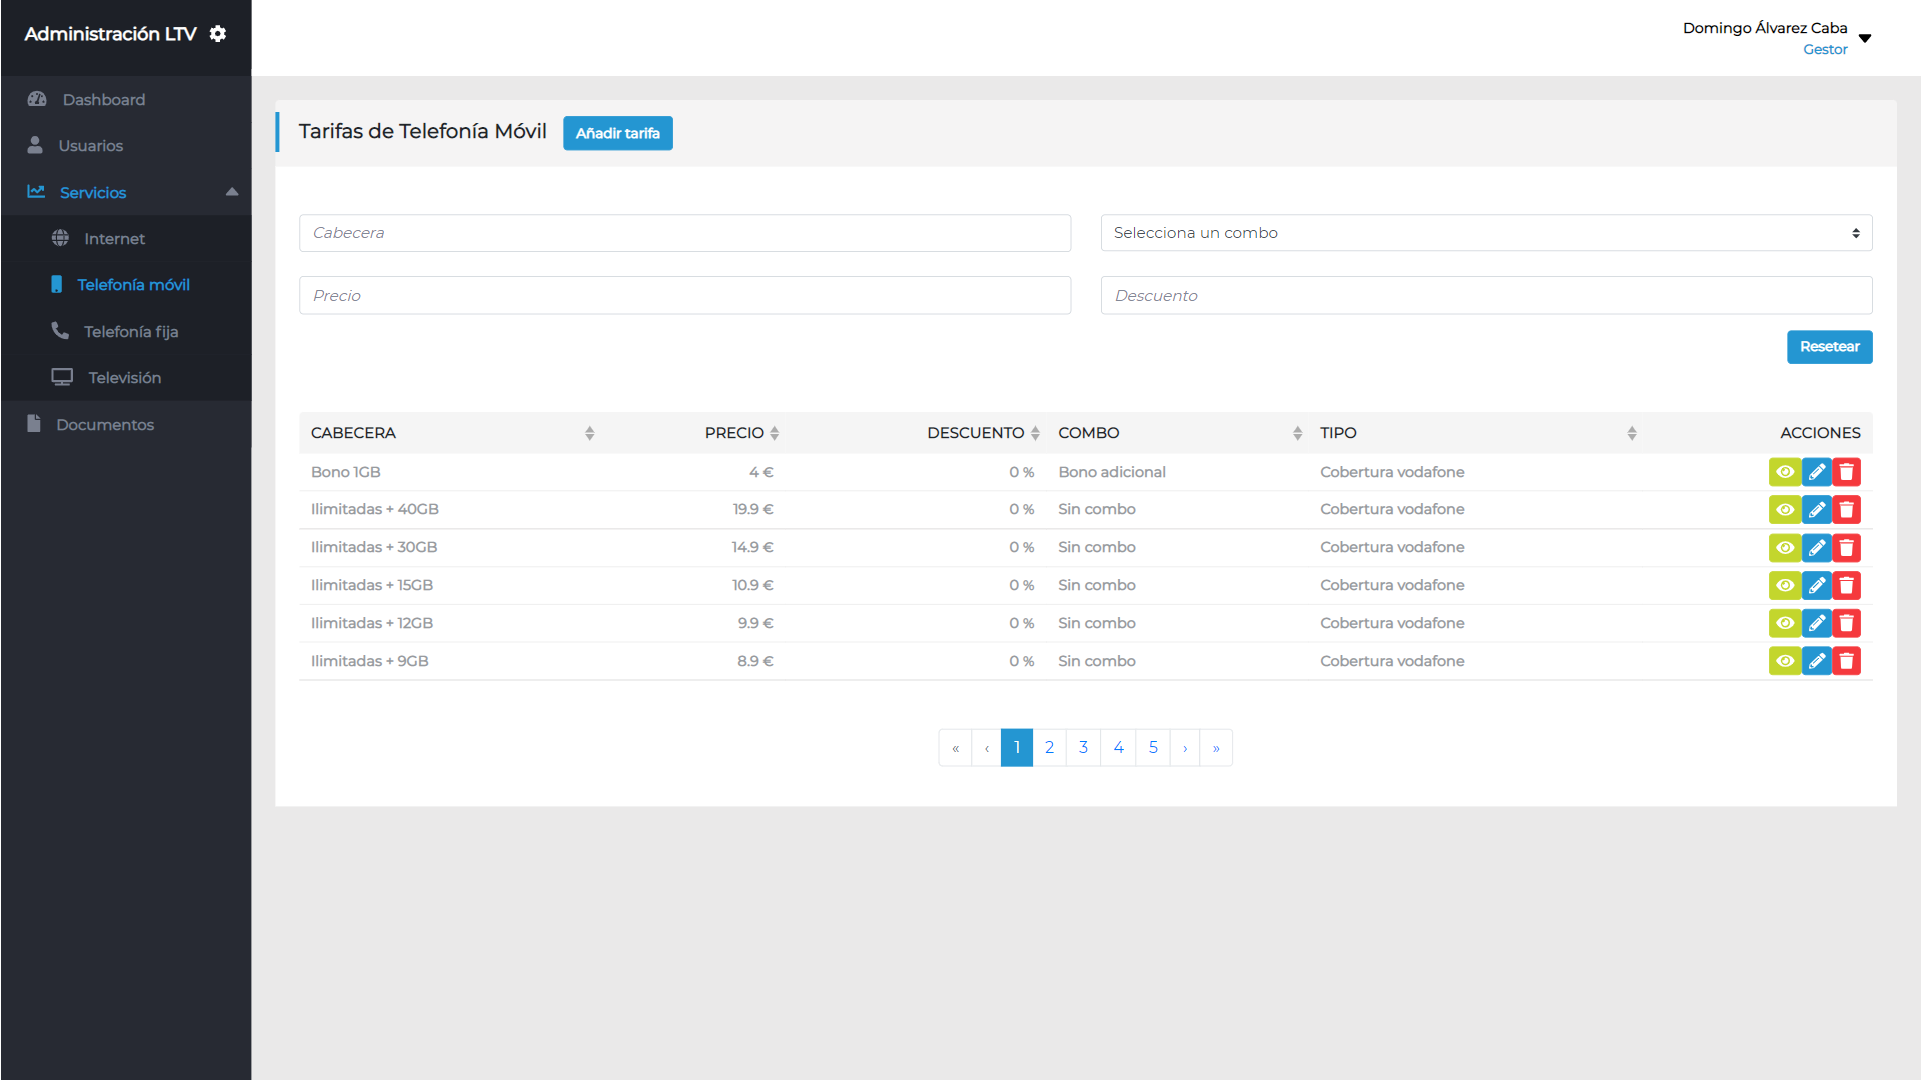 Administración LTV
Domingo Álvarez Caba
Gestor
Dashboard
Usuarios
Servicios
Internet
Telefonía móvil
Telefonía fija
Televisión
Documentos
Tarifas de Telefonía Móvil Añadir tarifa
Cabecera Selecciona un combo
Precio Descuento
Resetear
CABECERA PRECIO DESCUENTO COMBO TIPO ACCIONES
Bono 1GB 4 € 0 % Bono adicional Cobertura vodafone
Ilimitadas + 40GB 19.9 € 0 % Sin combo Cobertura vodafone
Ilimitadas + 30GB 14.9 € 0 % Sin combo Cobertura vodafone
Ilimitadas + 15GB 10.9 € 0 % Sin combo Cobertura vodafone
Ilimitadas + 12GB 9.9 € 0 % Sin combo Cobertura vodafone
Ilimitadas + 9GB 8.9 € 0 % Sin combo Cobertura vodafone
« ‹ 1 2 3 4 5 › »